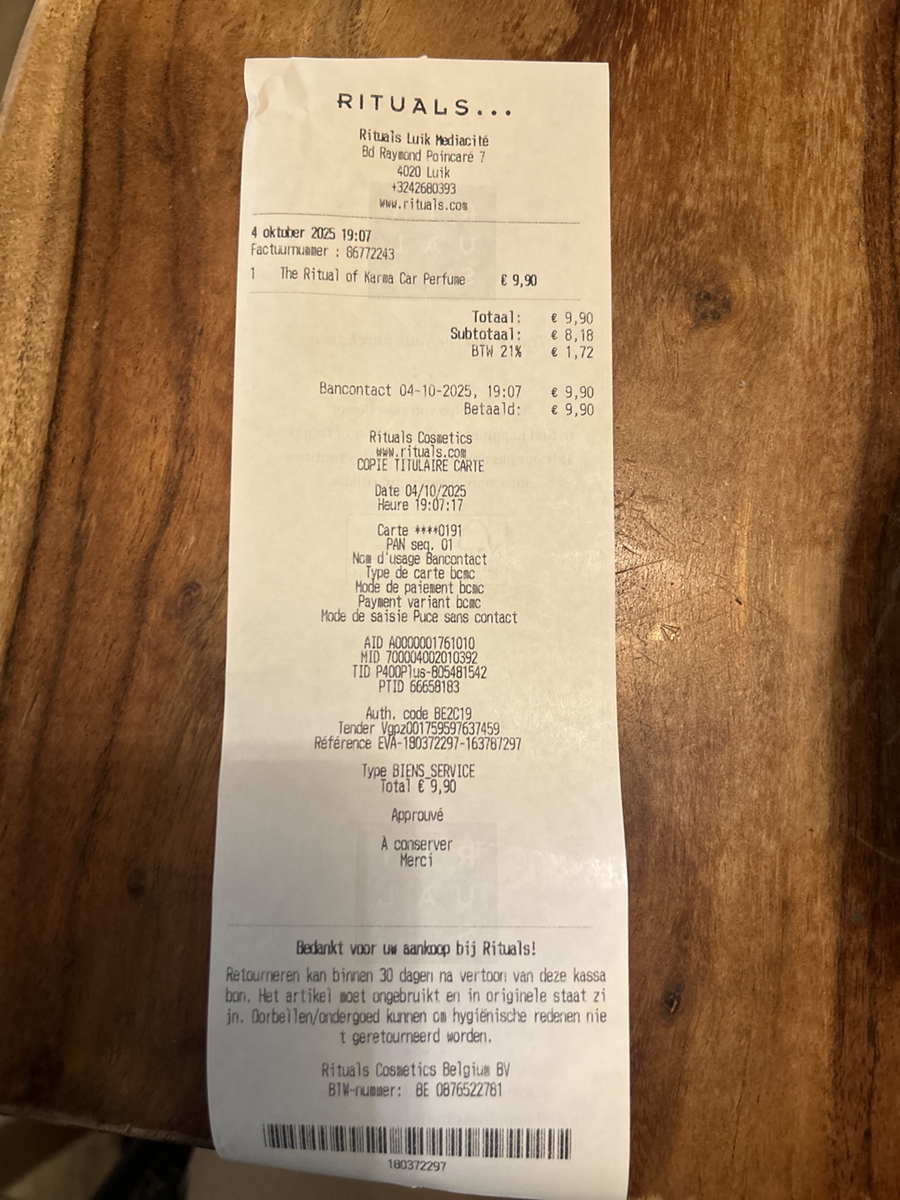 RITUALS...
Rituals Luik Mediacité
Bd Raymond Poincaré 7
4020 Luik
+3242680393
www.rituals.com
4 oktober 2025 19:07
Factuurnummer : 86772243
1 The Ritual of Karma Car Perfume € 9,90
Totaal: € 9,90
Subtotaal: € 8,18
BTW 21% € 1,72
Bancontact 04-10-2025, 19:07 € 9,90
Betaald: € 9,90
Rituals Cosmetics
www.rituals.com
COPIE TITULAIRE CARTE
Date 04/10/2025
Heure 19:07:17
Carte ****0191
PAN seq. 01
Nom d'usage Bancontact
Type de carte bcmc
Mode de paiement bcmc
Payment variant bcmc
Mode de saisie Puce sans contact
AID A0000001761010
MID 700004002010392
TID P400Plus-805481542
PTID 66658183
Auth. code BE2C19
Tender Vgpz001759597637459
Référence EVA-180372297-163787297
Type BIENS_SERVICE
Total € 9,90
Approuvé
À conserver
Merci
Bedankt voor uw aankoop bij Rituals!
Retourneren kan binnen 30 dagen na vertoon van deze kassa
bon. Het artikel moet ongebruikt en in originele staat zi
jn. Oorbellen/ondergoed kunnen om hygiënische redenen nie
t geretourneerd worden.
Rituals Cosmetics Belgium BV
BTW-nummer: BE 0876522781
180372297